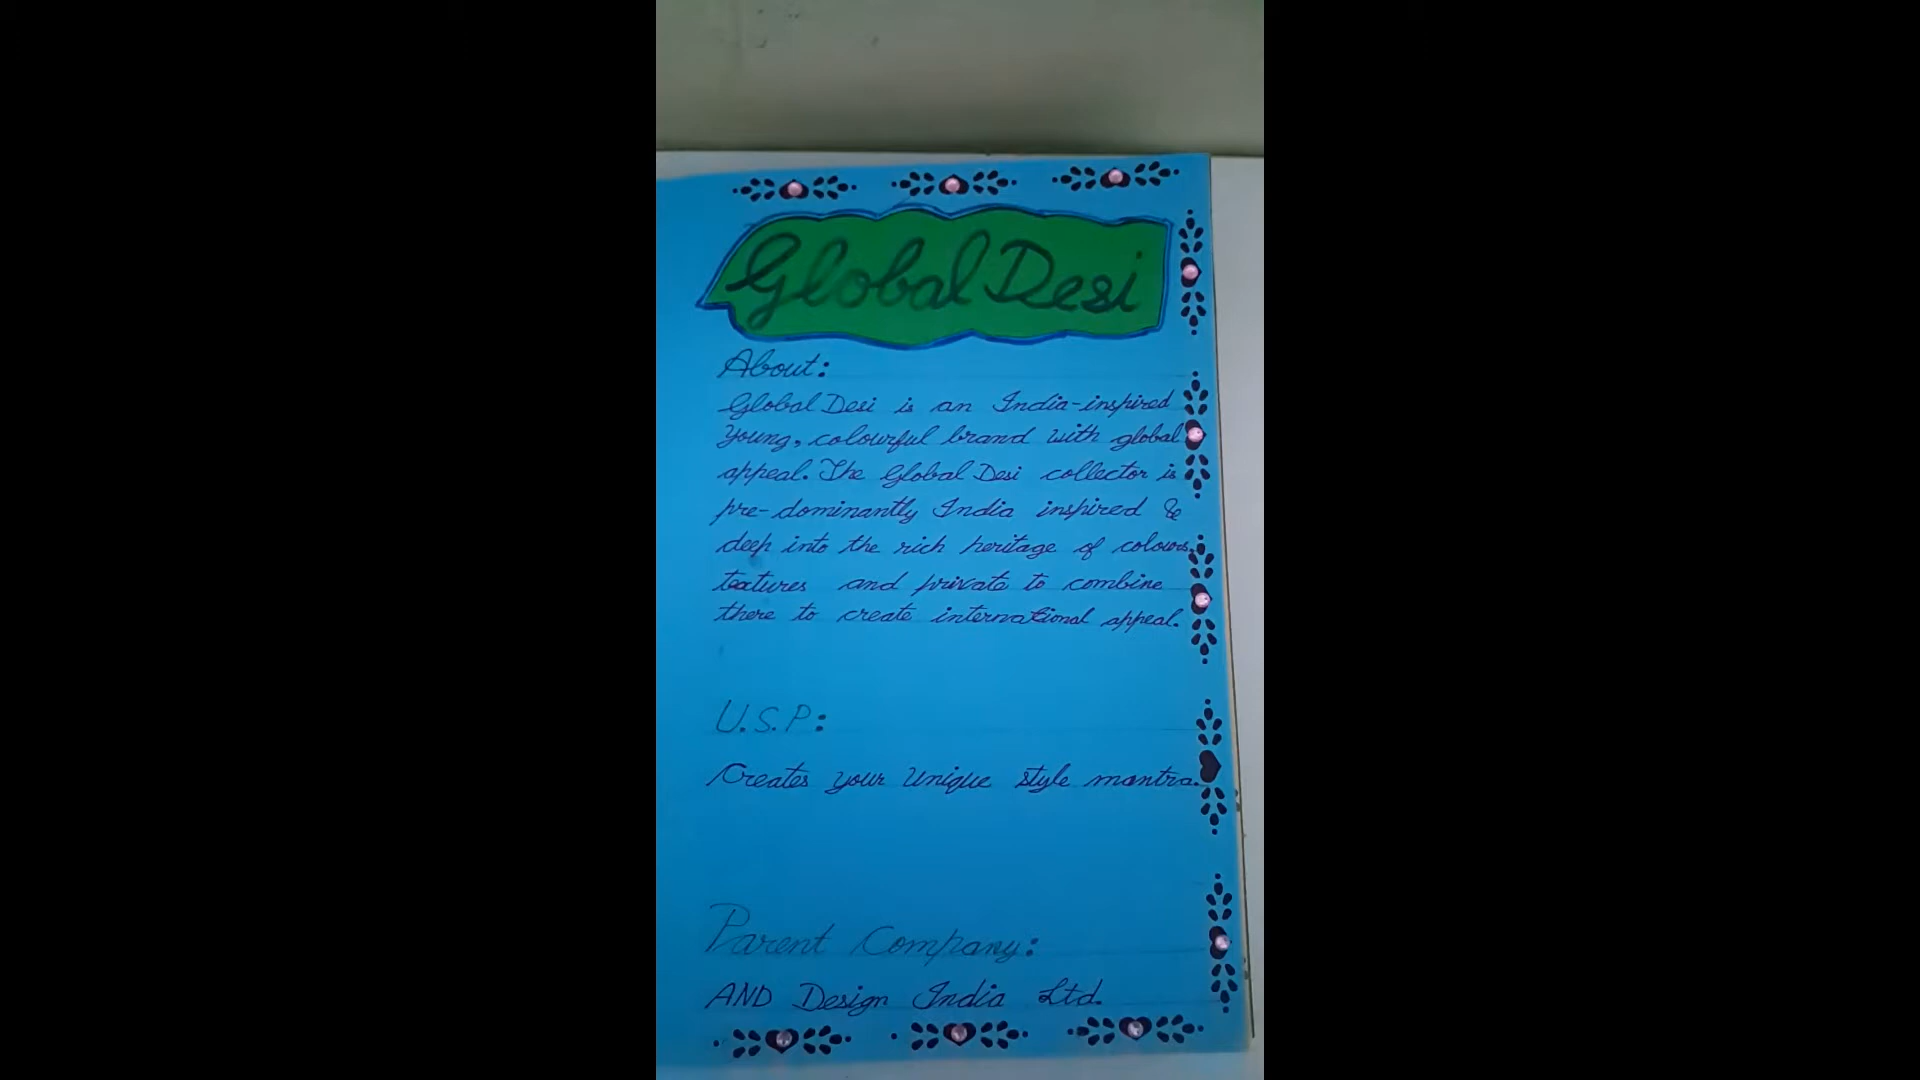 Global Desi
About:
Global Desi is an India-inspired
Young, colourful brand with global
appeal. The Global Desi collector is
pre-dominantly India inspired &
deep into the rich heritage of colours,
textures and private to combine
there to create international appeal.
U.S.P:
Creates your Unique style mantra.
Parent Company:
AND Design India Ltd.